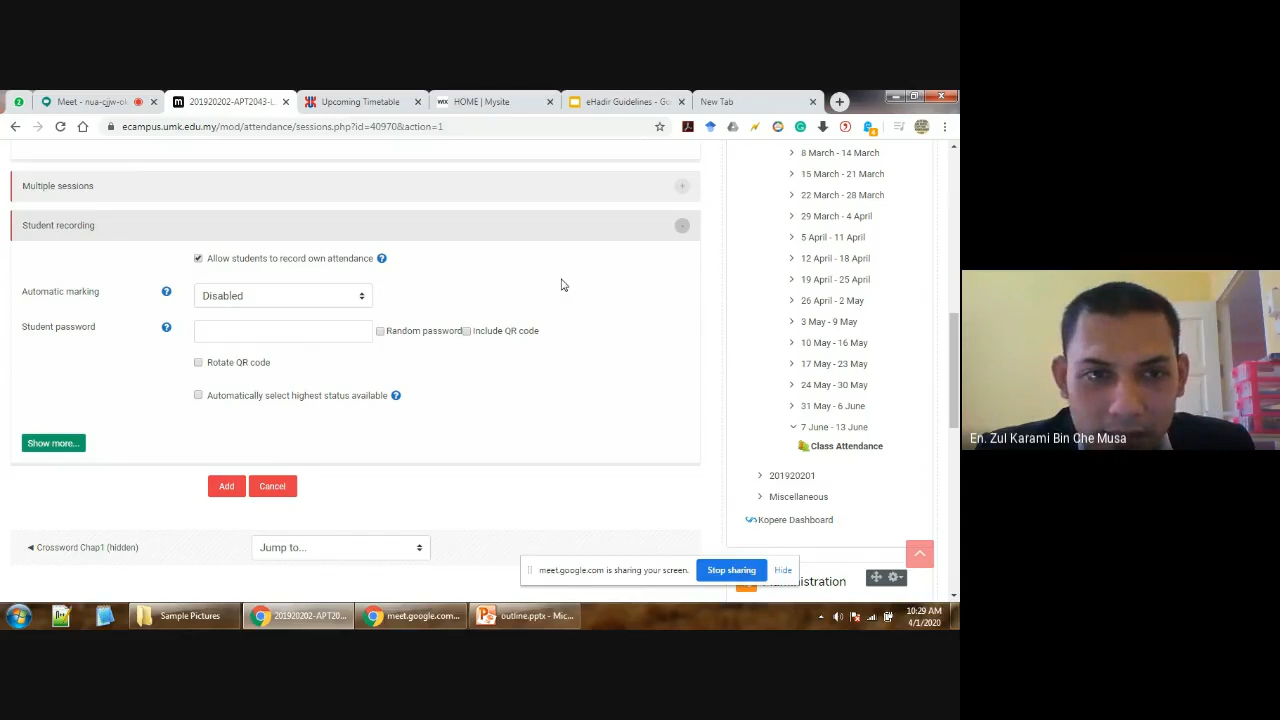 Meet - nua-cjjw-oi
201920202-APT2043-L
Upcoming Timetable
HOME | Mysite
eHadir Guidelines - Go
New Tab
ecampus.umk.edu.my/mod/attendance/sessions.php?id=40970&action=1
Multiple sessions
Student recording
Allow students to record own attendance
Automatic marking
Disabled
Student password
Random password
Include QR code
Rotate QR code
Automatically select highest status available
Show more...
Add
Cancel
◄ Crossword Chap1 (hidden)
Jump to...
8 March - 14 March
15 March - 21 March
22 March - 28 March
29 March - 4 April
5 April - 11 April
12 April - 18 April
19 April - 25 April
26 April - 2 May
3 May - 9 May
10 May - 16 May
17 May - 23 May
24 May - 30 May
31 May - 6 June
7 June - 13 June
Class Attendance
201920201
Miscellaneous
Kopere Dashboard
meet.google.com is sharing your screen.
Stop sharing
Hide
Sample Pictures
201920202-APT20...
meet.google.com...
outline.pptx - Mic...
10:29 AM
4/1/2020
En. Zul Karami Bin Che Musa